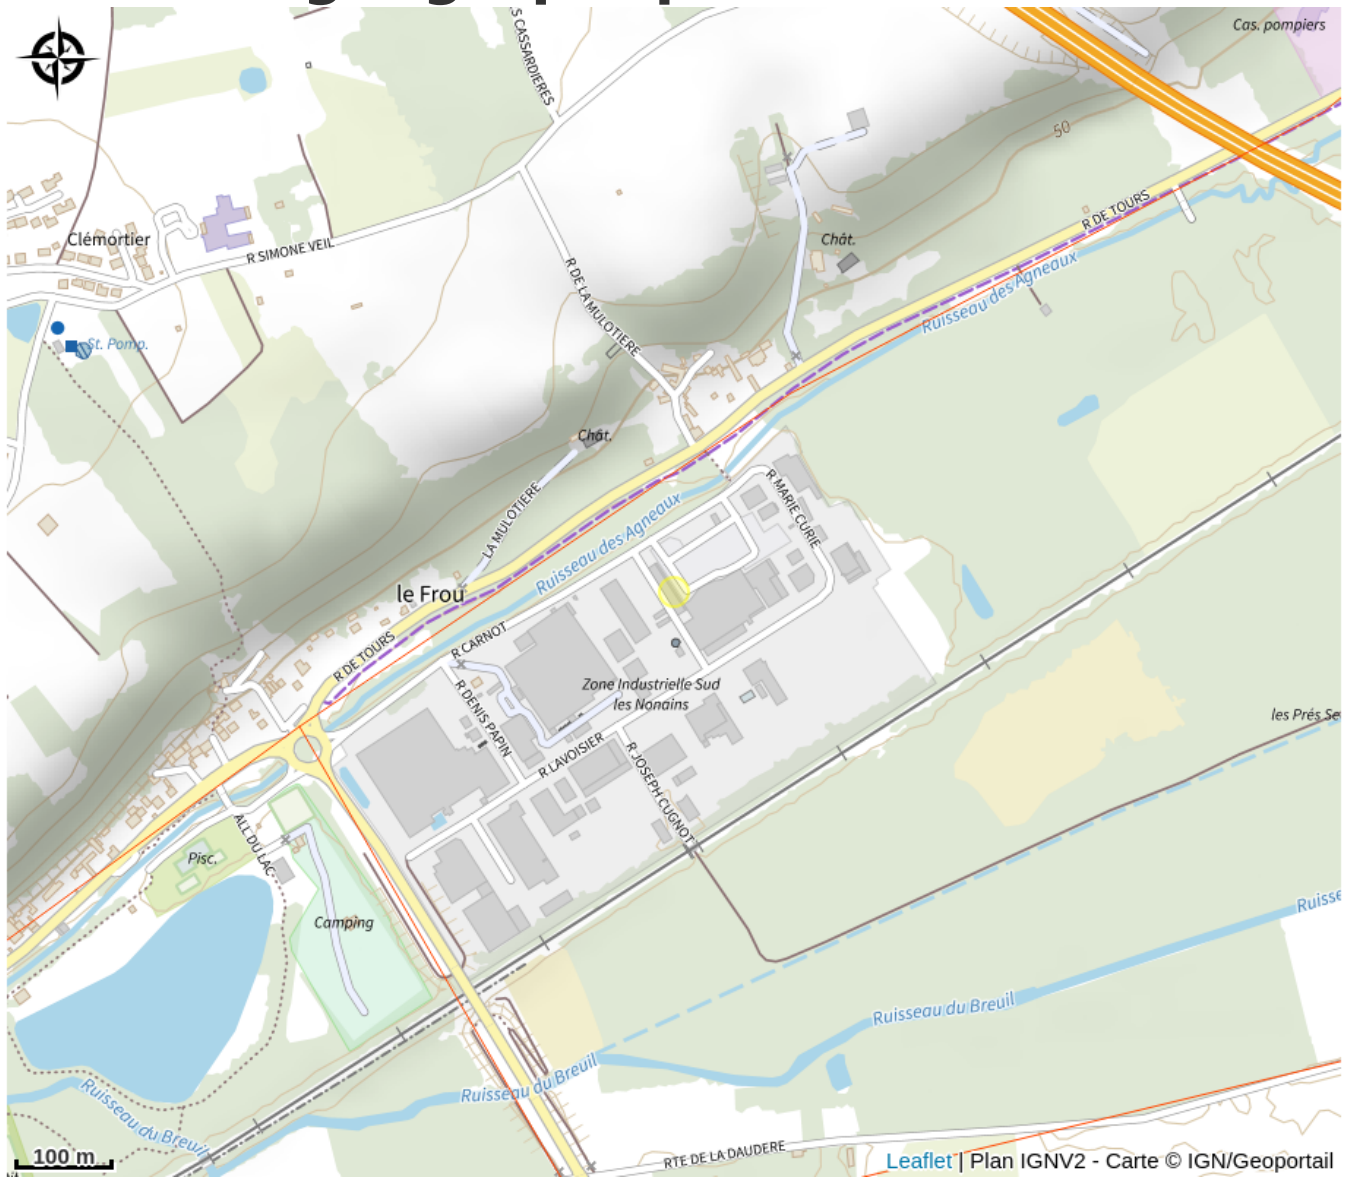 Cas. pompiers
S CASSARDIERES
50
R DE TOURS
Clémortier
R SIMONE VEIL
Chât.
R DE LA MULOTIERE
Ruisseau des Agneaux
St. Pomp.
Chât.
R MARIE CURIE
LA MULOTIERE
Ruisseau des Agneaux
le Frou
R CARNOT
R DE TOURS
Zone Industrielle Sud
les Nonains
R DENIS PAPIN
les Prés Se
R LAVOISIER
R JOSEPH CUGNOT
ALL DU LAC
Pisc.
Camping
Ruisse
Ruisseau du Breuil
Ruisseau du Breuil
Ruisseau du Breuil
100 m
RTE DE LA DAUDERE
Leaflet | Plan IGNV2 - Carte © IGN/Geoportail